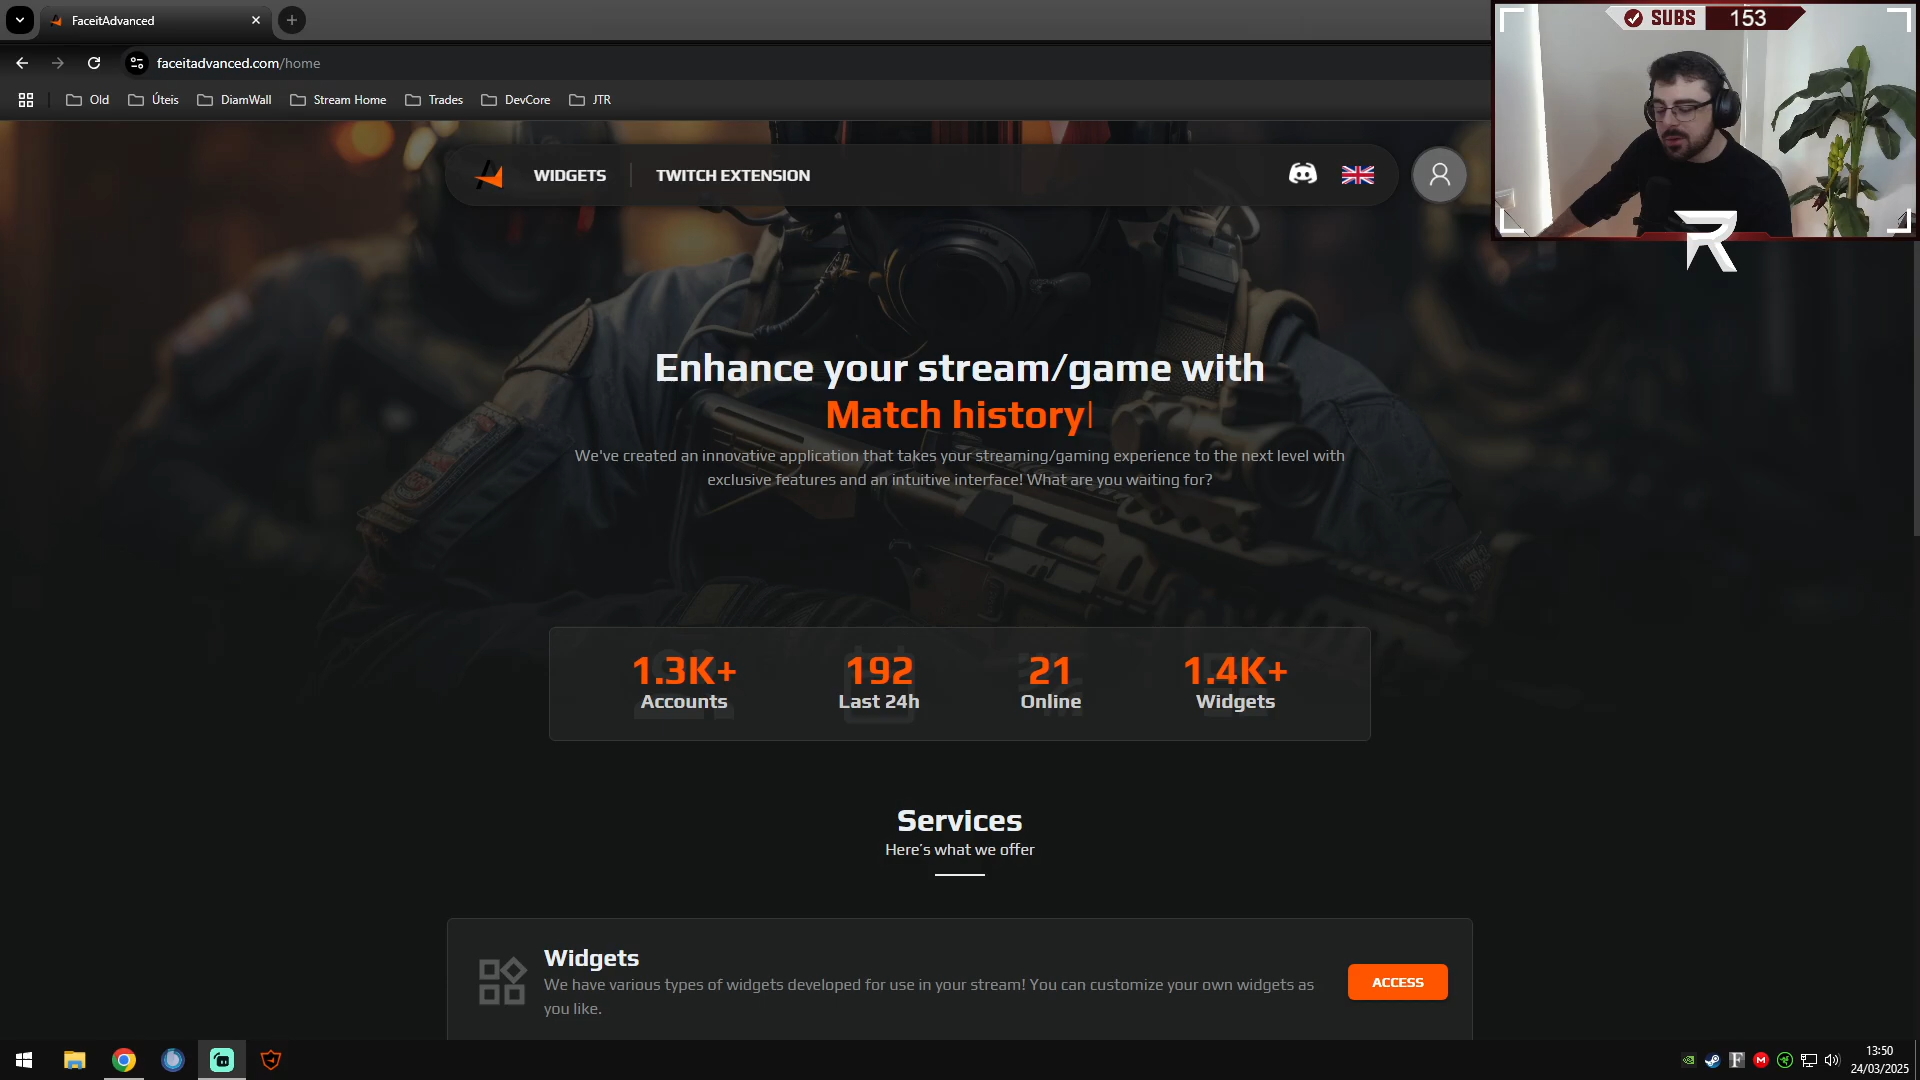 FaceitAdvanced
SUBS 153
faceitadvanced.com/home
Old
Úteis
DiamWall
Stream Home
Trades
DevCore
JTR
WIDGETS
TWITCH EXTENSION
Enhance your stream/game with
Match history|
We've created an innovative application that takes your streaming/gaming experience to the next level with
exclusive features and an intuitive interface! What are you waiting for?
1.3K+
Accounts
192
Last 24h
21
Online
1.4K+
Widgets
Services
Here's what we offer
Widgets
We have various types of widgets developed for use in your stream! You can customize your own widgets as
you like.
ACCESS
13:50
24/03/2025